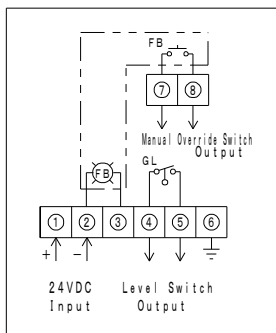 FB
7 8
Manual Override Switch
Output
GL
FB
1 2 3 4 5 6
+ −
24VDC Level Switch
Input Output